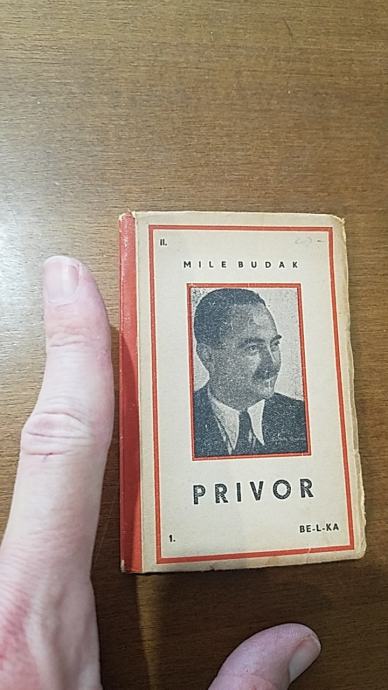 II.
MILE BUDAK
PRIVOR
1.
BE-L-KA